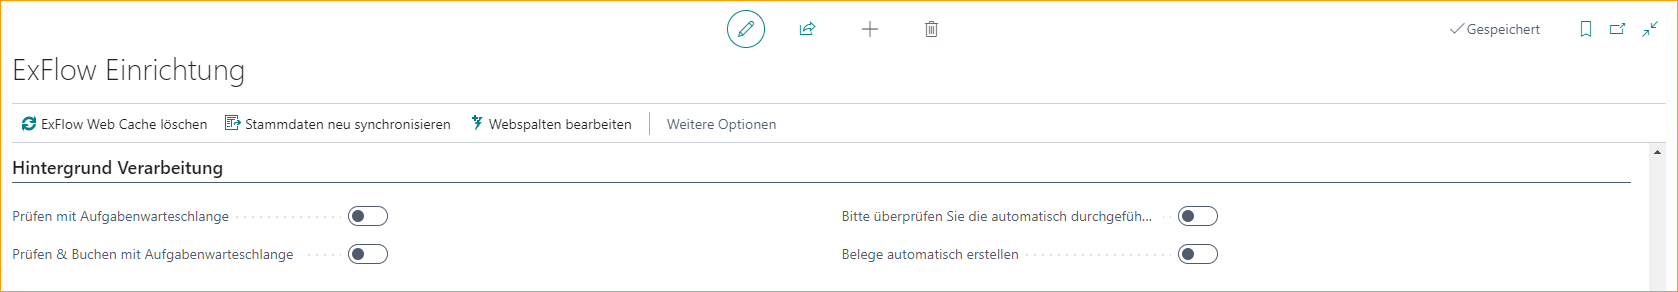 Gespeichert
ExFlow Einrichtung
ExFlow Web Cache löschen Stammdaten neu synchronisieren Webspalten bearbeiten Weitere Optionen
Hintergrund Verarbeitung
Prüfen mit Aufgabenwarteschlange Bitte überprüfen Sie die automatisch durchgefüh...
Prüfen & Buchen mit Aufgabenwarteschlange Belege automatisch erstellen